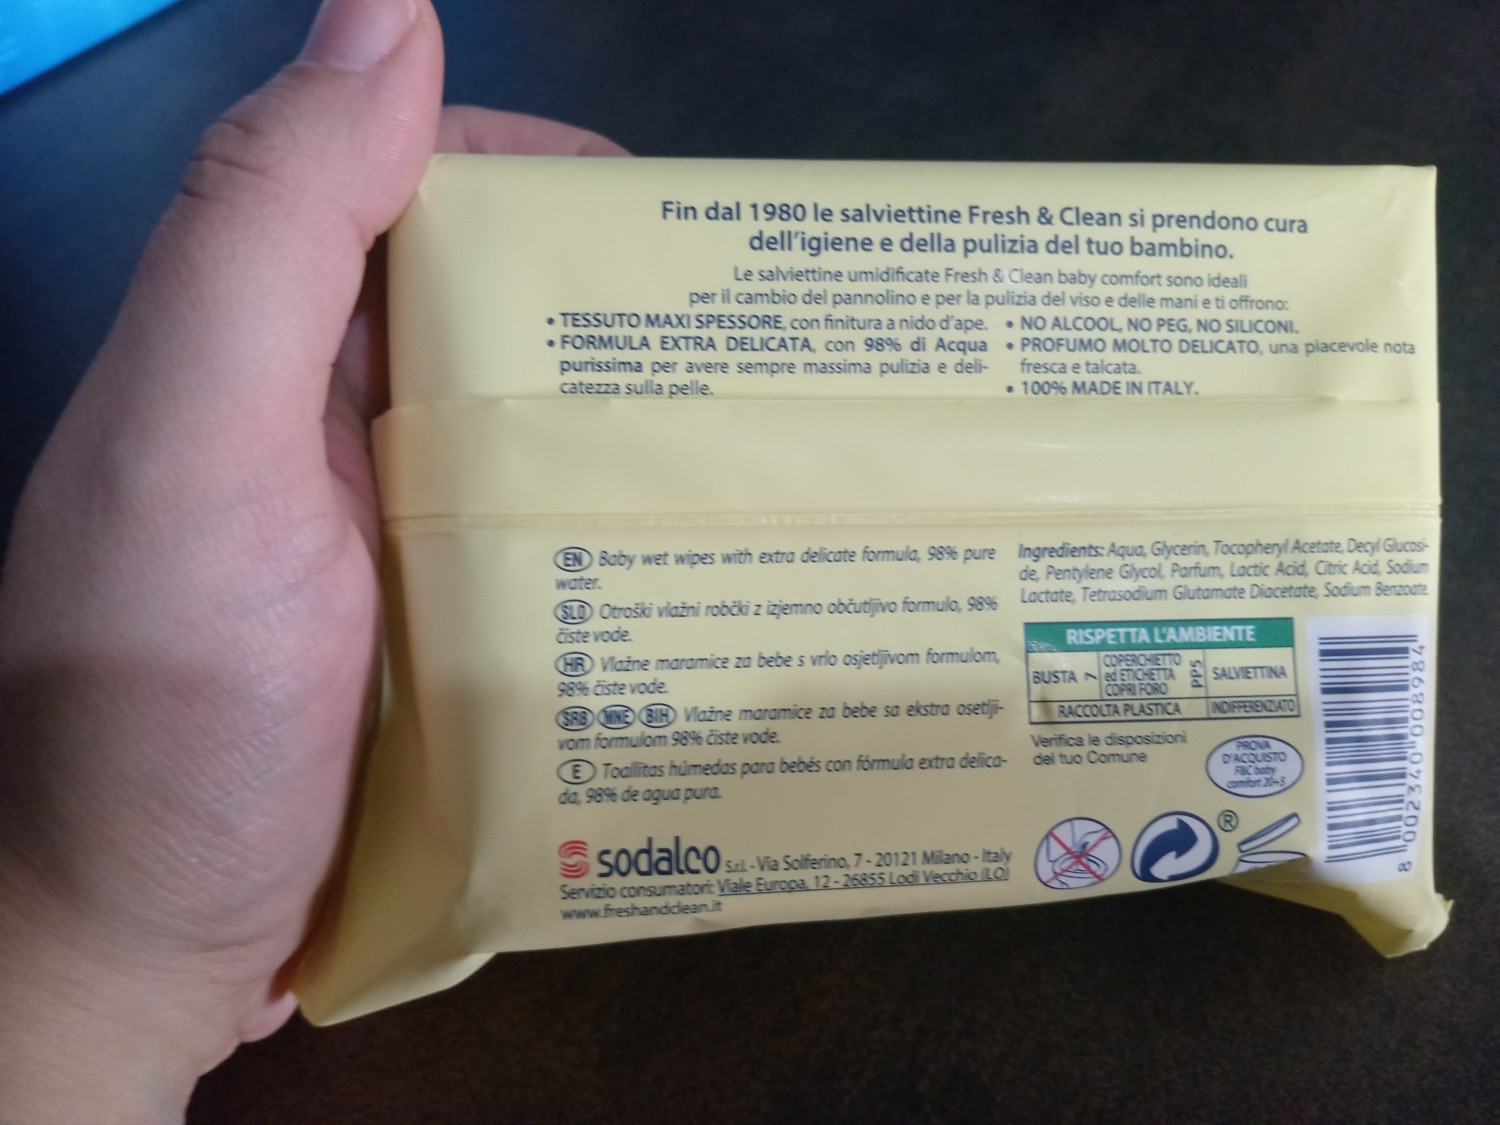 Fin dal 1980 le salviettine Fresh & Clean si prendono cura
dell'igiene e della pulizia del tuo bambino.
Le salviettine umidificate Fresh & Clean baby comfort sono ideali
per il cambio del pannolino e per la pulizia del viso e delle mani e ti offrono:
• TESSUTO MAXI SPESSORE, con finitura a nido d'ape.
• FORMULA EXTRA DELICATA, con 98% di Acqua
purissima per avere sempre massima pulizia e deli-
catezza sulla pelle.
• NO ALCOOL, NO PEG, NO SILICONI.
• PROFUMO MOLTO DELICATO, una piacevole nota
fresca e talcata.
• 100% MADE IN ITALY.
EN Baby wet wipes with extra delicate formula, 98% pure
water.
SLO Otroški vlažni robčki z izjemno občutljivo formulo, 98%
čiste vode.
HR Vlažne maramice za bebe s vrlo osjetljivom formulom,
98% čiste vode.
SRB MNE BIH Vlažne maramice za bebe sa ekstra osetlji-
vom formulom 98% čiste vode.
E Toallitas húmedas para bebés con fórmula extra delica-
da, 98% de agua pura.
sodalco S.r.l. - Via Solferino, 7 - 20121 Milano - Italy
Servizio consumatori: Viale Europa, 12 - 26855 Lodi Vecchio (LO)
www.freshandclean.it
Ingredients: Aqua, Glycerin, Tocopheryl Acetate, Decyl Glucosi-
de, Pentylene Glycol, Parfum, Lactic Acid, Citric Acid, Sodium
Lactate, Tetrasodium Glutamate Diacetate, Sodium Benzoate.
RISPETTA L'AMBIENTE
BUSTA 7
COPERCHIETTO
ed ETICHETTA
COPRI FORO
PP5
SALVIETTINA
RACCOLTA PLASTICA
INDIFFERENZIATO
Verifica le disposizioni
del tuo Comune
PROVA
D'ACQUISTO
F&C baby
comfort 20+5
®
8 002340 008984